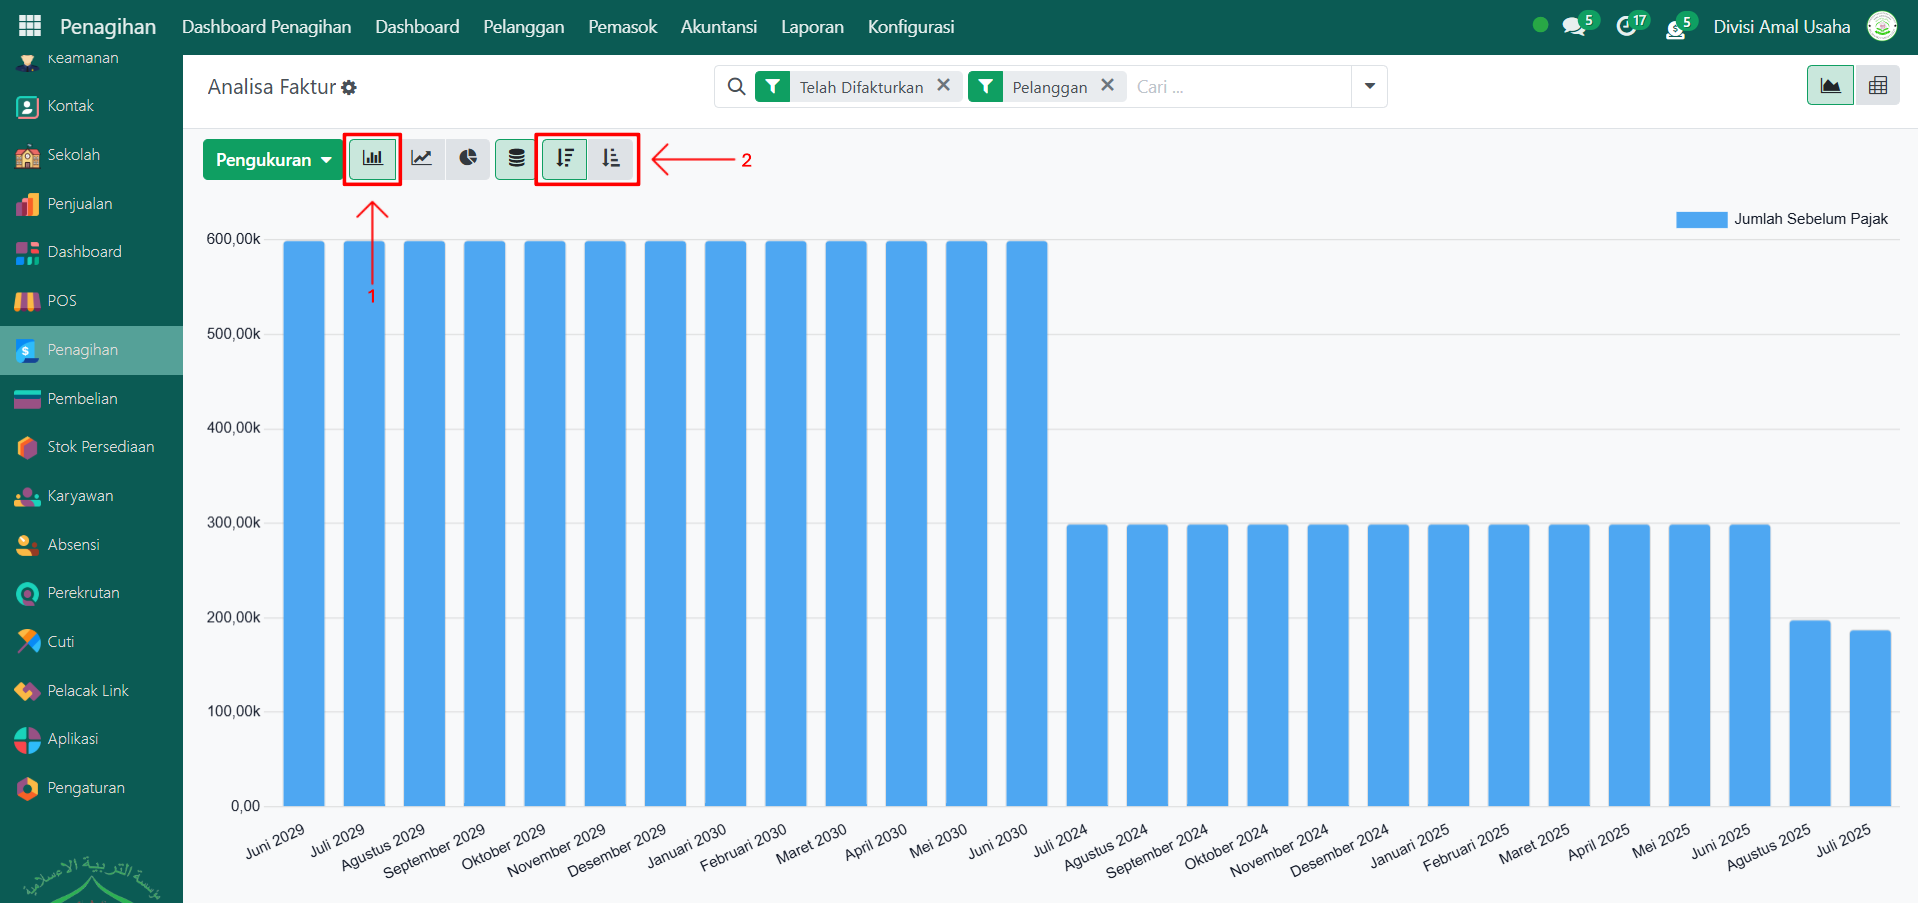 Penagihan Dashboard Penagihan Dashboard Pelanggan Pemasok Akuntansi Laporan Konfigurasi 5 17 5 Divisi Amal Usaha
Keamanan
Kontak
Sekolah
Penjualan
Dashboard
POS
Penagihan
Pembelian
Stok Persediaan
Karyawan
Absensi
Perekrutan
Cuti
Pelacak Link
Aplikasi
Pengaturan
Analisa Faktur
Telah Difakturkan Pelanggan Cari ...
Pengukuran
2
1
Jumlah Sebelum Pajak
600,00k
500,00k
400,00k
300,00k
200,00k
100,00k
0,00
Juni 2029 Juli 2029 Agustus 2029 September 2029 Oktober 2029 November 2029 Desember 2029 Januari 2030 Februari 2030 Maret 2030 April 2030 Mei 2030 Juni 2030 Juli 2024 Agustus 2024 September 2024 Oktober 2024 November 2024 Desember 2024 Januari 2025 Februari 2025 Maret 2025 April 2025 Mei 2025 Juni 2025 Agustus 2025 Juli 2025
مؤسسة التربية الإسلامية